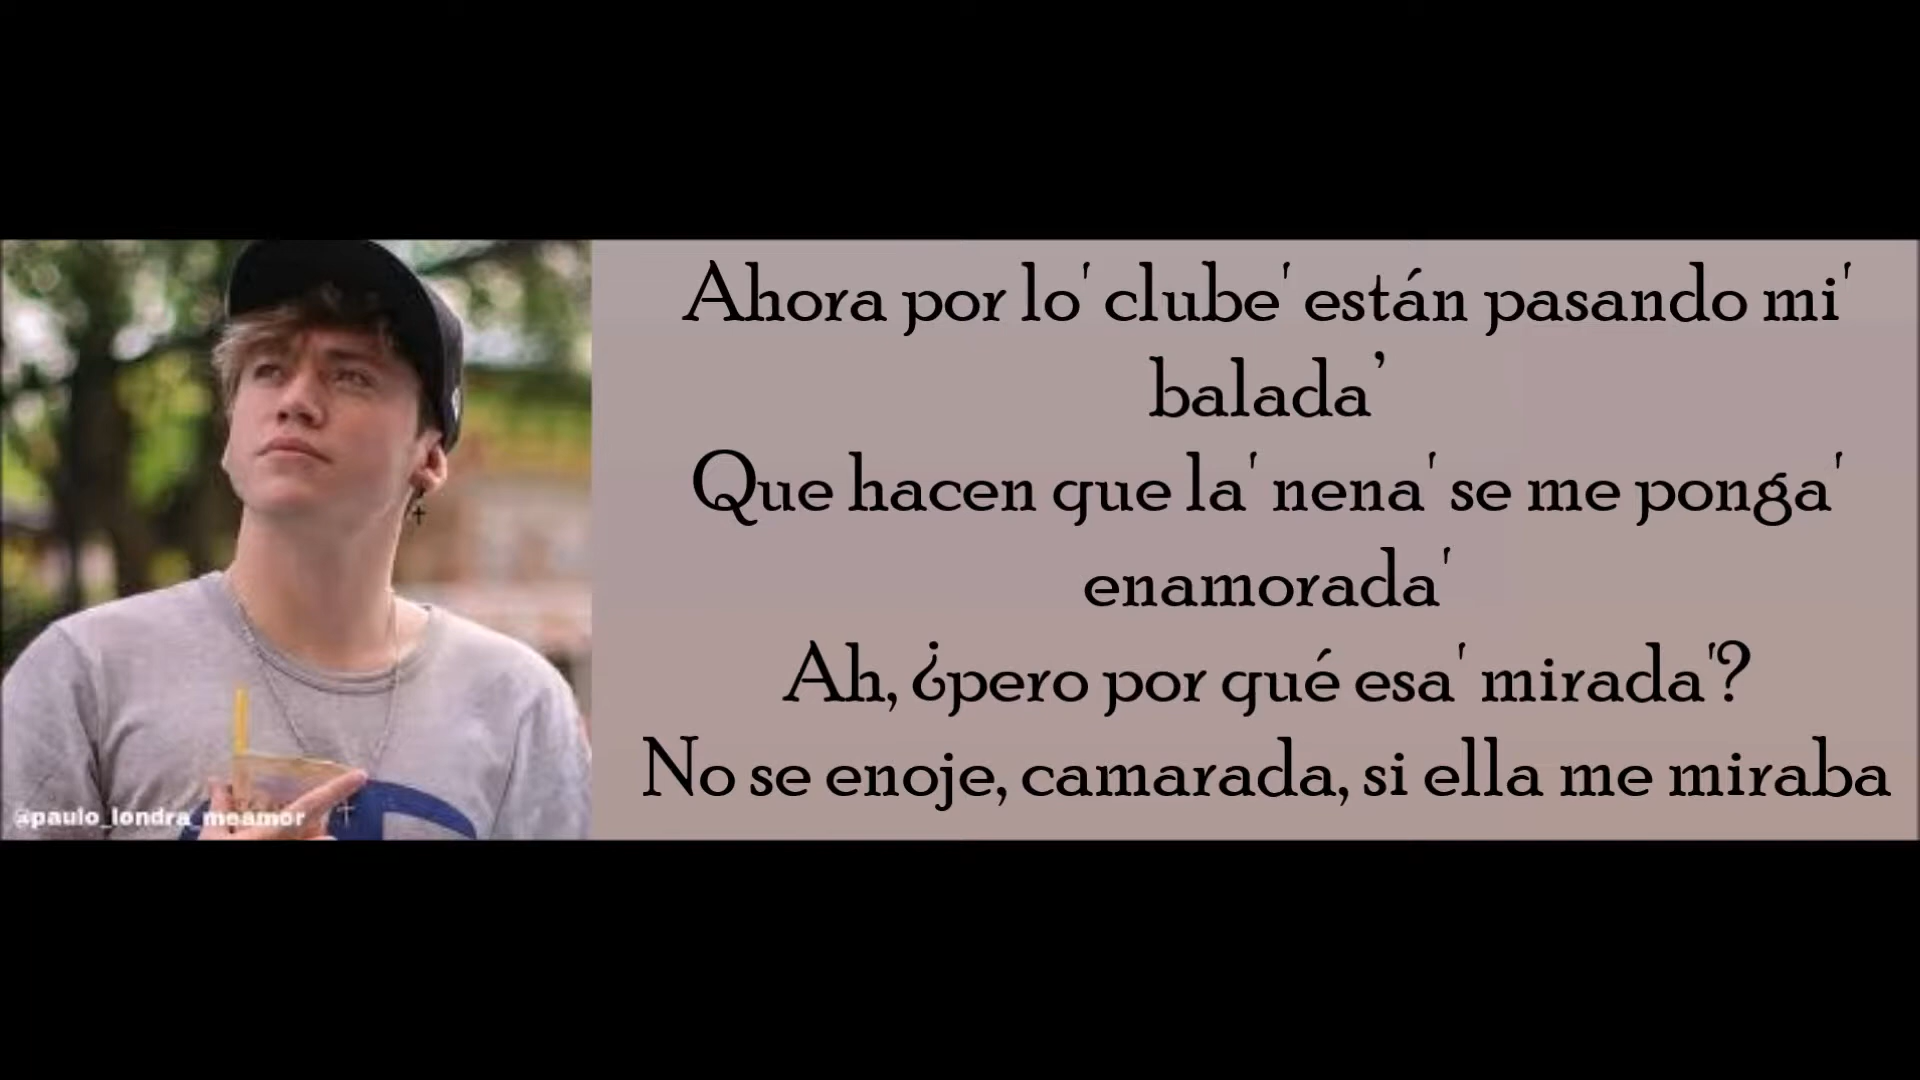 Ahora por lo' clube' están pasando mi'
balada’
Que hacen que la' nena' se me ponga'
enamorada'
Ah, ¿pero por qué esa' mirada'?
No se enoje, camarada, si ella me miraba
@paulo_londra_meamor